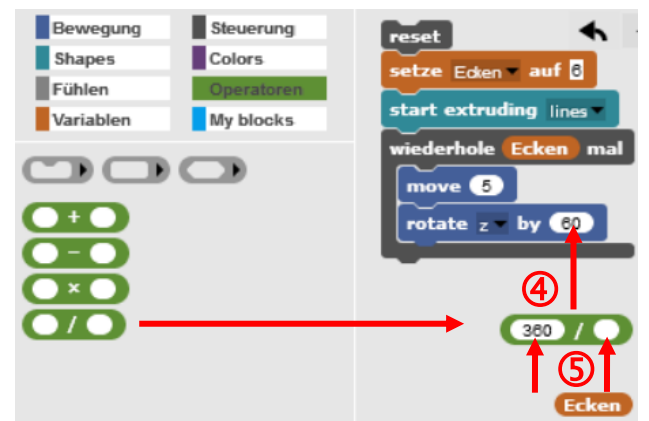 Bewegung
Steuerung
Shapes
Colors
Fühlen
Operatoren
Variablen
My blocks
+
−
×
/
reset
setze Ecken auf 6
start extruding lines
wiederhole Ecken mal
move 5
rotate z by 60
④
360 /
⑤
Ecken